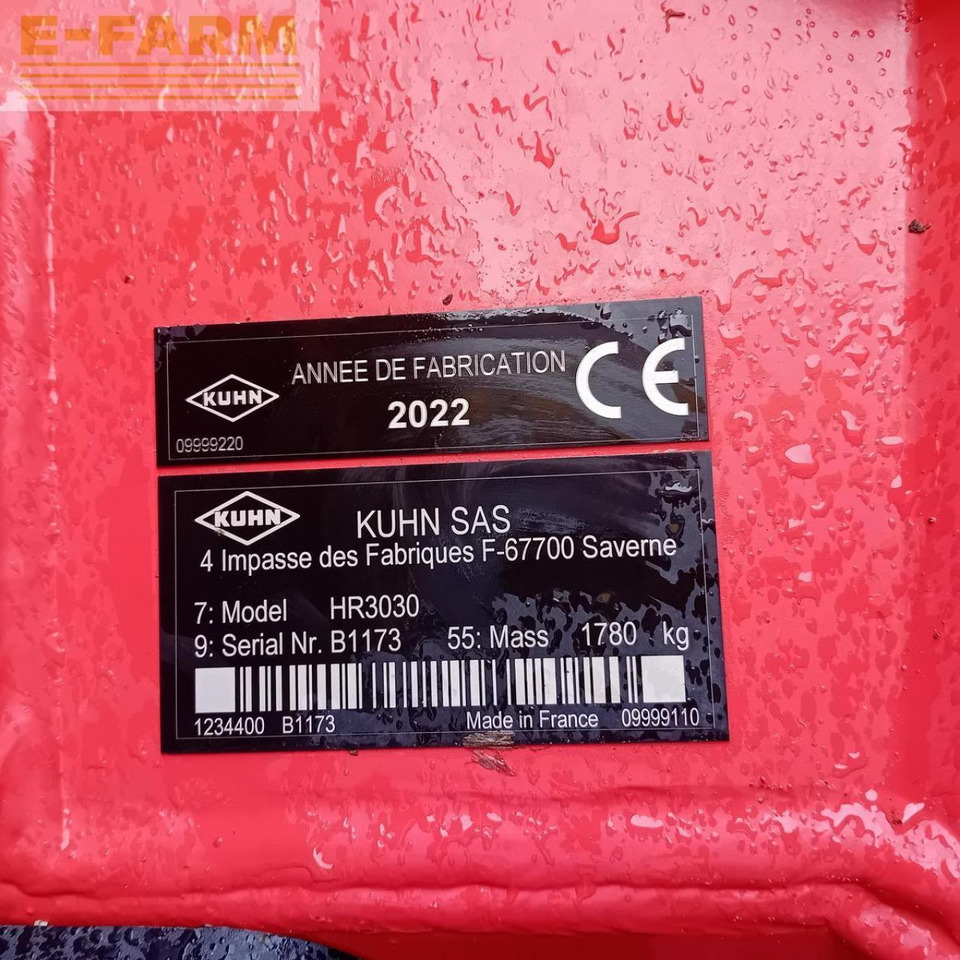 E-FARM
KUHN
ANNEE DE FABRICATION
2022
CE
09999220
KUHN
KUHN SAS
4 Impasse des Fabriques F-67700 Saverne
7: Model HR3030
9: Serial Nr. B1173 55: Mass 1780 kg
1234400 B1173 Made in France 09999110